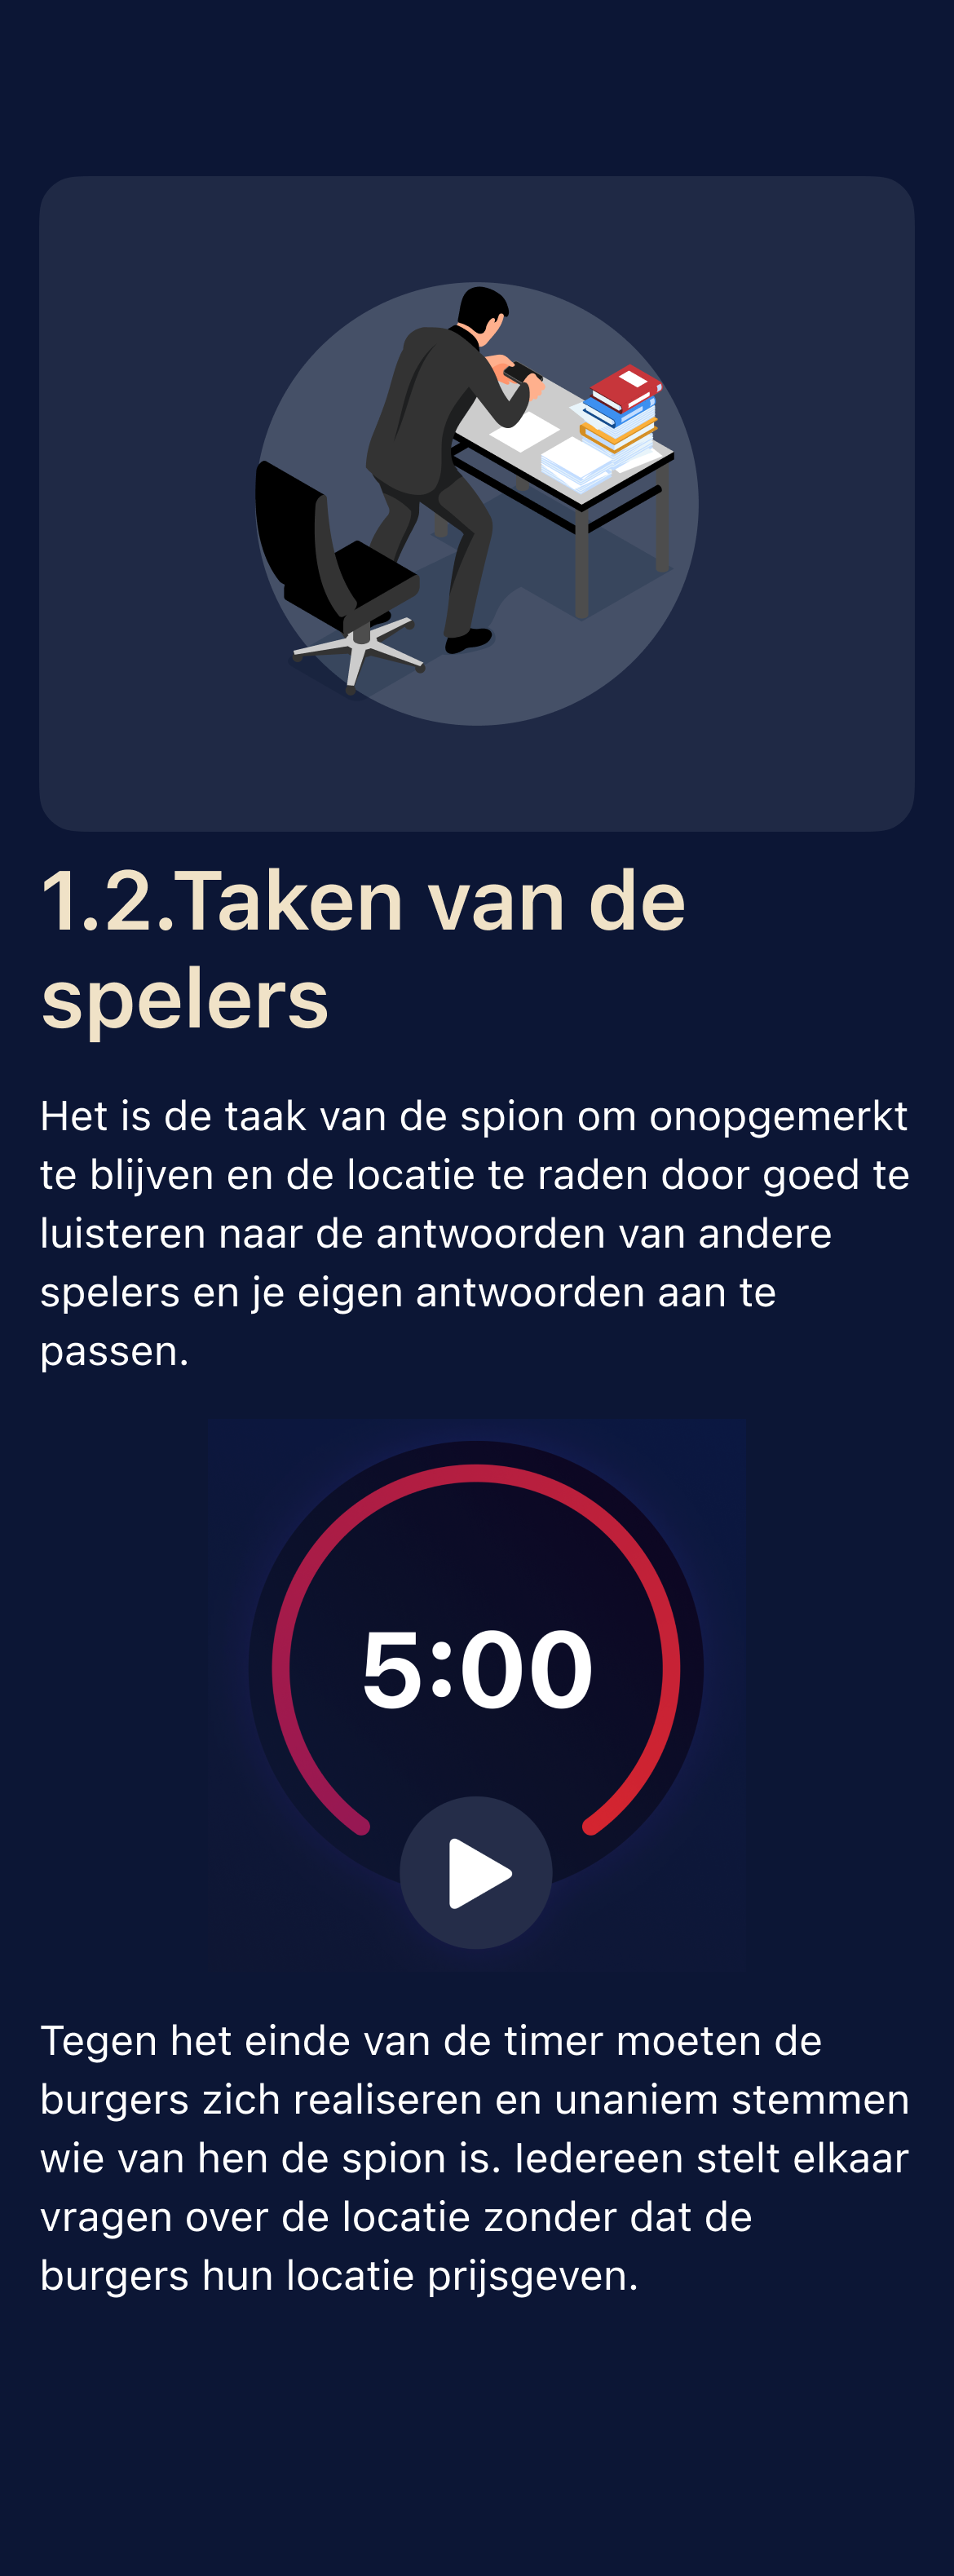 1.2.Taken van de
spelers
Het is de taak van de spion om onopgemerkt
te blijven en de locatie te raden door goed te
luisteren naar de antwoorden van andere
spelers en je eigen antwoorden aan te
passen.
5:00
Tegen het einde van de timer moeten de
burgers zich realiseren en unaniem stemmen
wie van hen de spion is. Iedereen stelt elkaar
vragen over de locatie zonder dat de
burgers hun locatie prijsgeven.